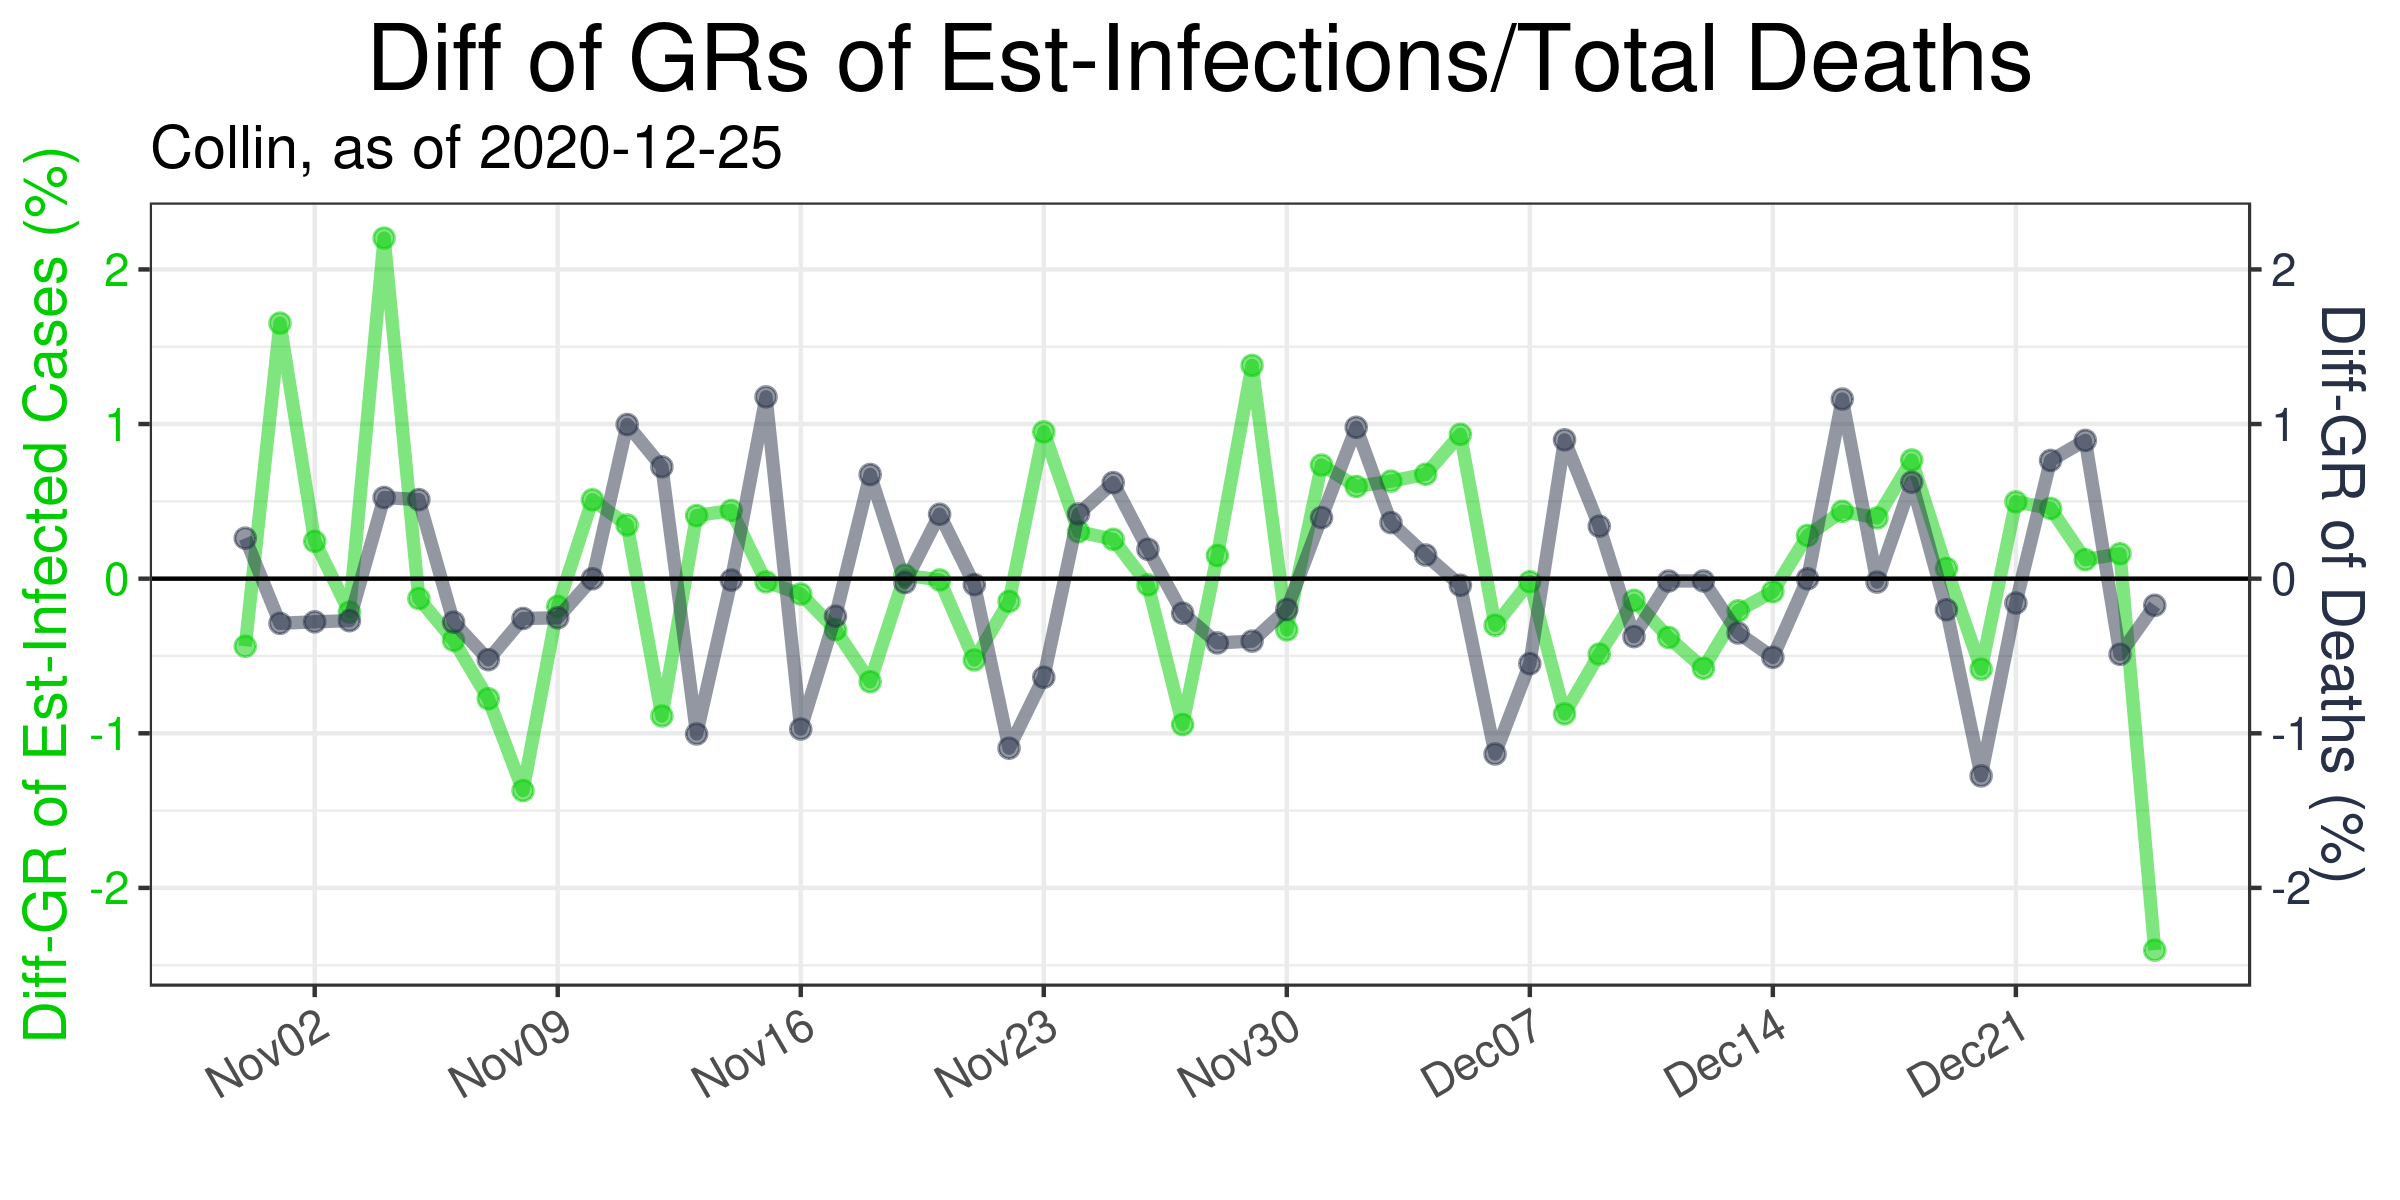 Diff of GRs of Est-Infections/Total Deaths
Collin, as of 2020-12-25
Diff-GR of Est-Infected Cases (%)
2
1
0
-1
-2
2
1
0
-1
-2
Diff-GR of Deaths (%)
Nov02
Nov09
Nov16
Nov23
Nov30
Dec07
Dec14
Dec21